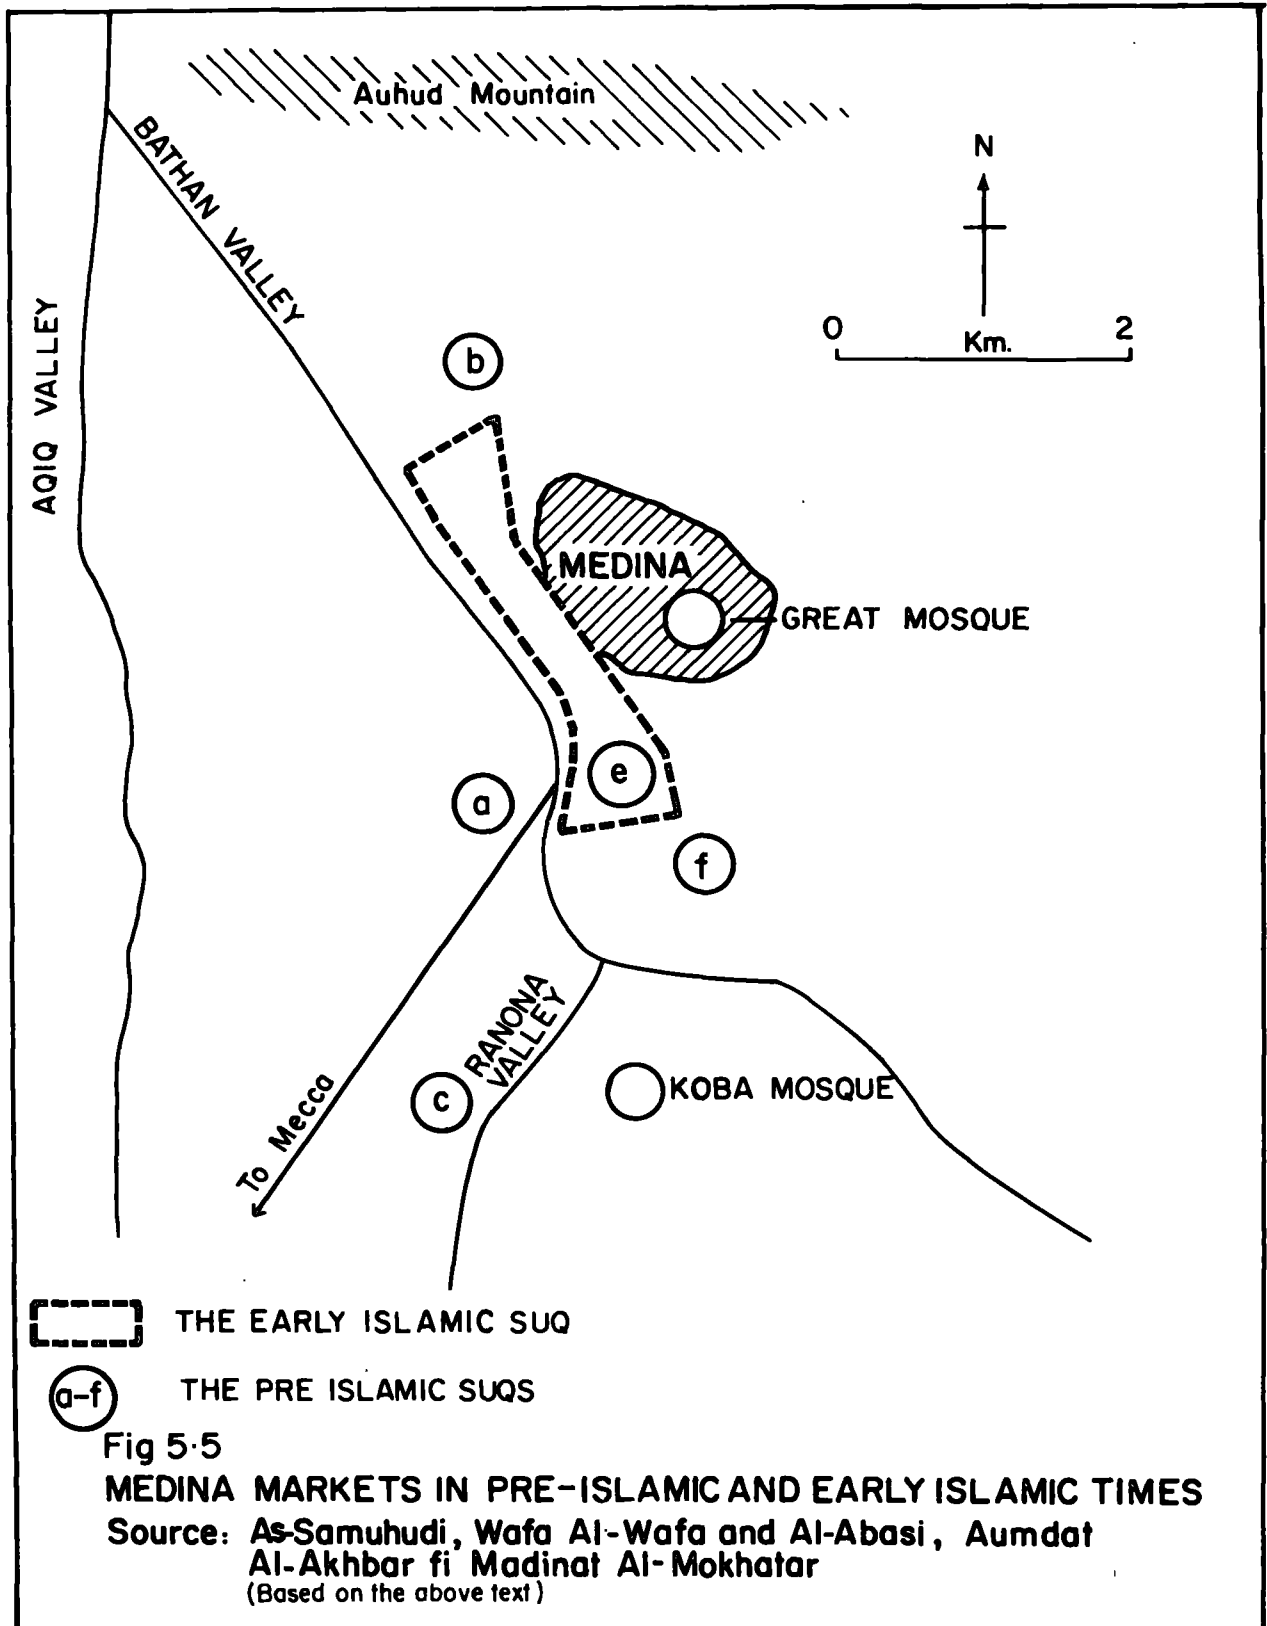 Auhud Mountain
N
BATHAN VALLEY
AQIQ VALLEY
0 2
Km.
b
MEDINA
GREAT MOSQUE
e
a
f
RANONA
VALLEY
c
KOBA MOSQUE
To Mecca
THE EARLY ISLAMIC SUQ
a-f THE PRE ISLAMIC SUQS
Fig 5·5
MEDINA MARKETS IN PRE-ISLAMIC AND EARLY ISLAMIC TIMES
Source: As-Samuhudi, Wafa Al-Wafa and Al-Abasi, Aumdat
Al-Akhbar fi Madinat Al-Mokhatar
(Based on the above text)